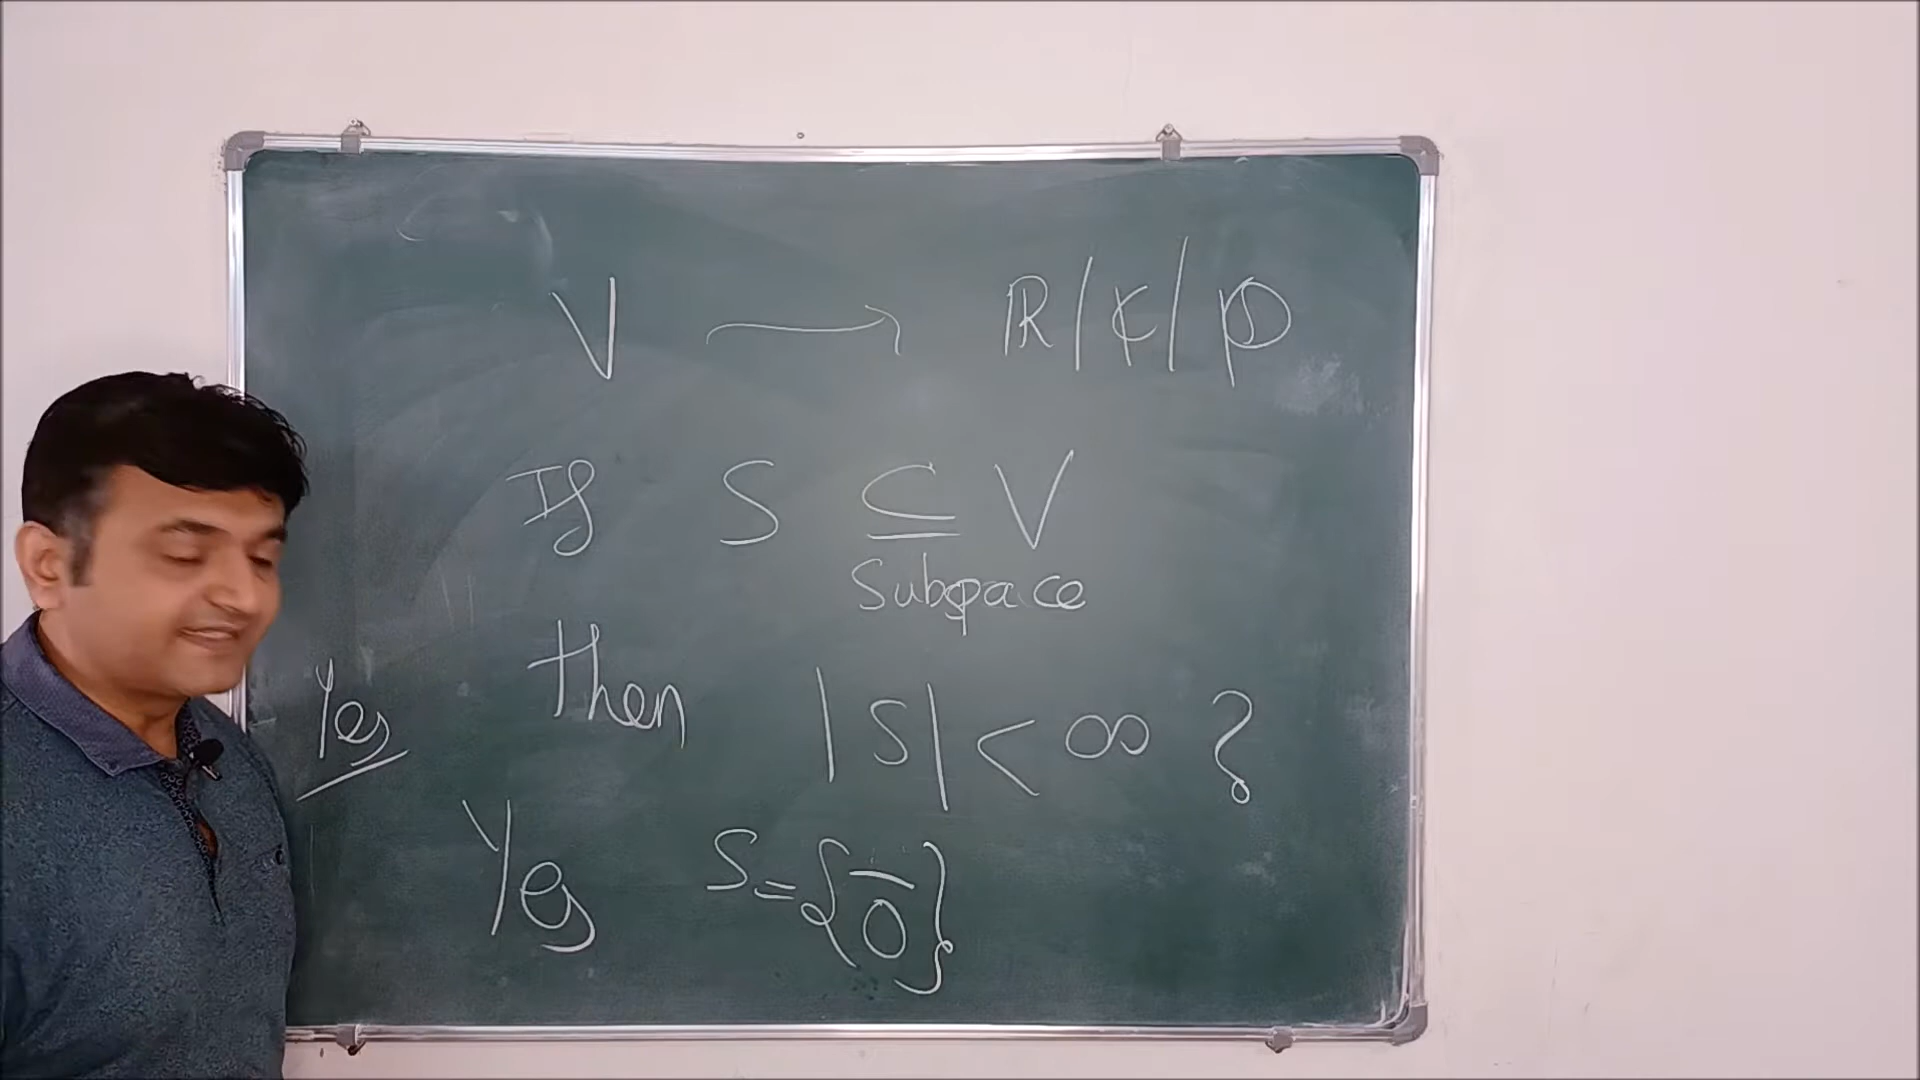 V → ℝ / ₵ / ℚ
If S ⊆ V
Subspace
then |S| < ∞ ?
Yes
Yes S = {0̅}